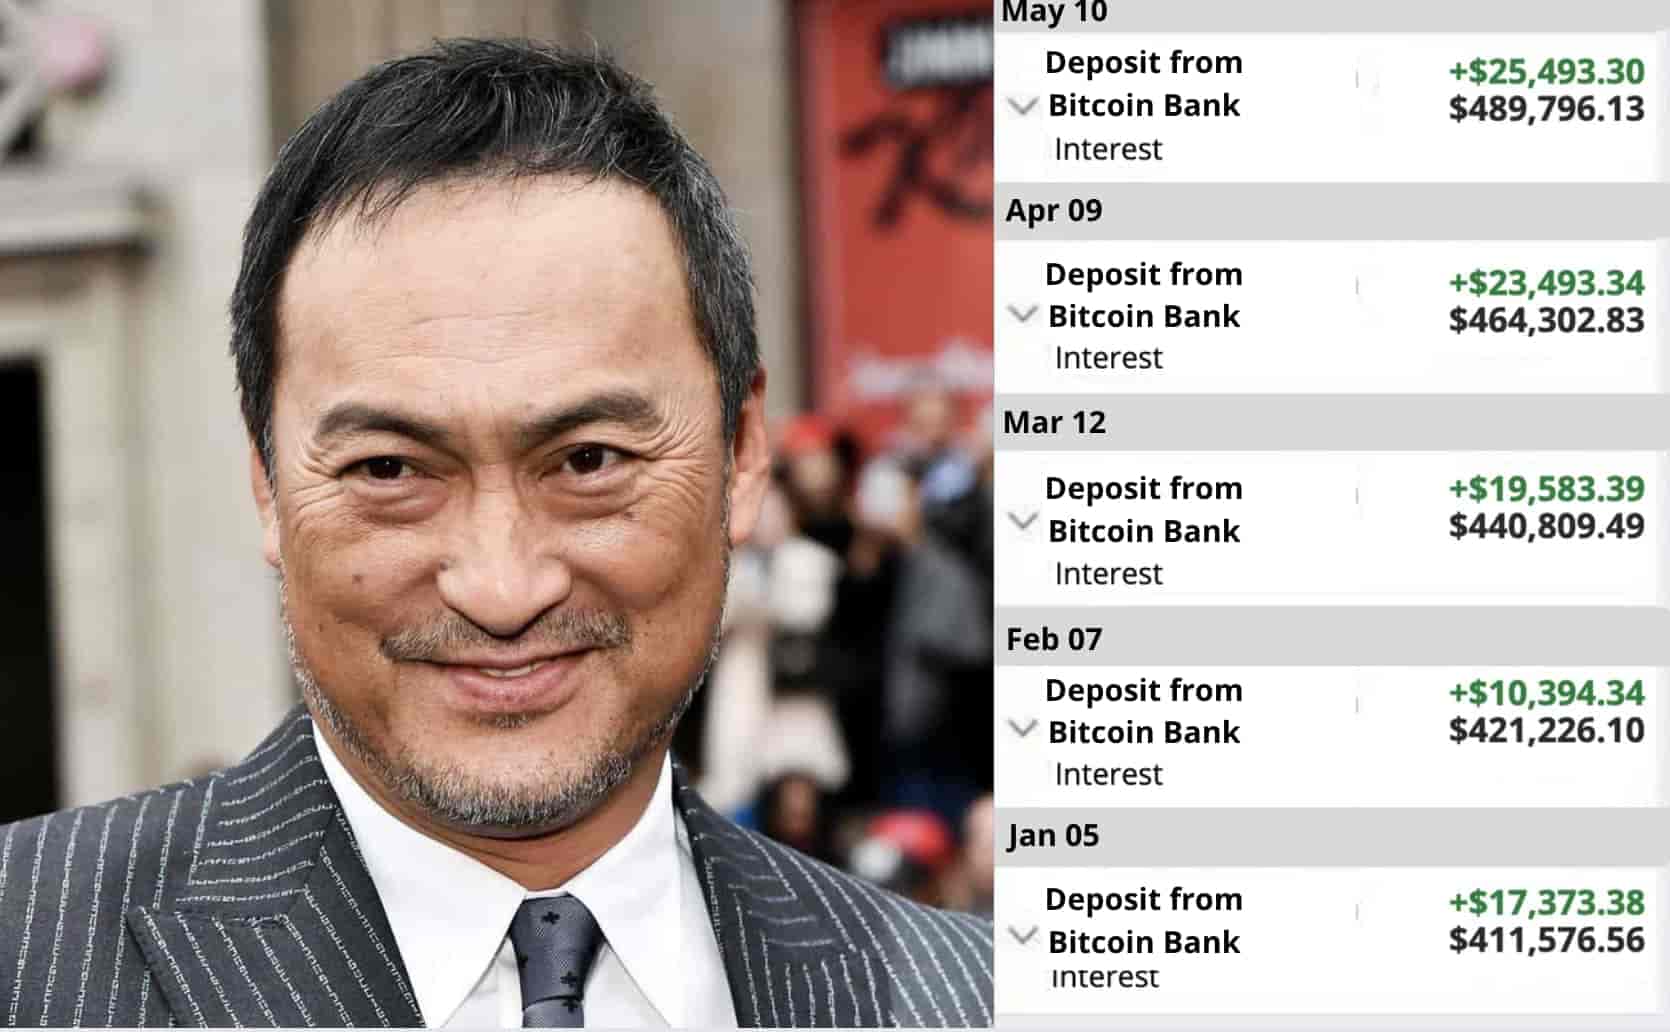 May 10
Deposit from
Bitcoin Bank
Interest
+$25,493.30
$489,796.13
Apr 09
Deposit from
Bitcoin Bank
Interest
+$23,493.34
$464,302.83
Mar 12
Deposit from
Bitcoin Bank
Interest
+$19,583.39
$440,809.49
Feb 07
Deposit from
Bitcoin Bank
Interest
+$10,394.34
$421,226.10
Jan 05
Deposit from
Bitcoin Bank
Interest
+$17,373.38
$411,576.56